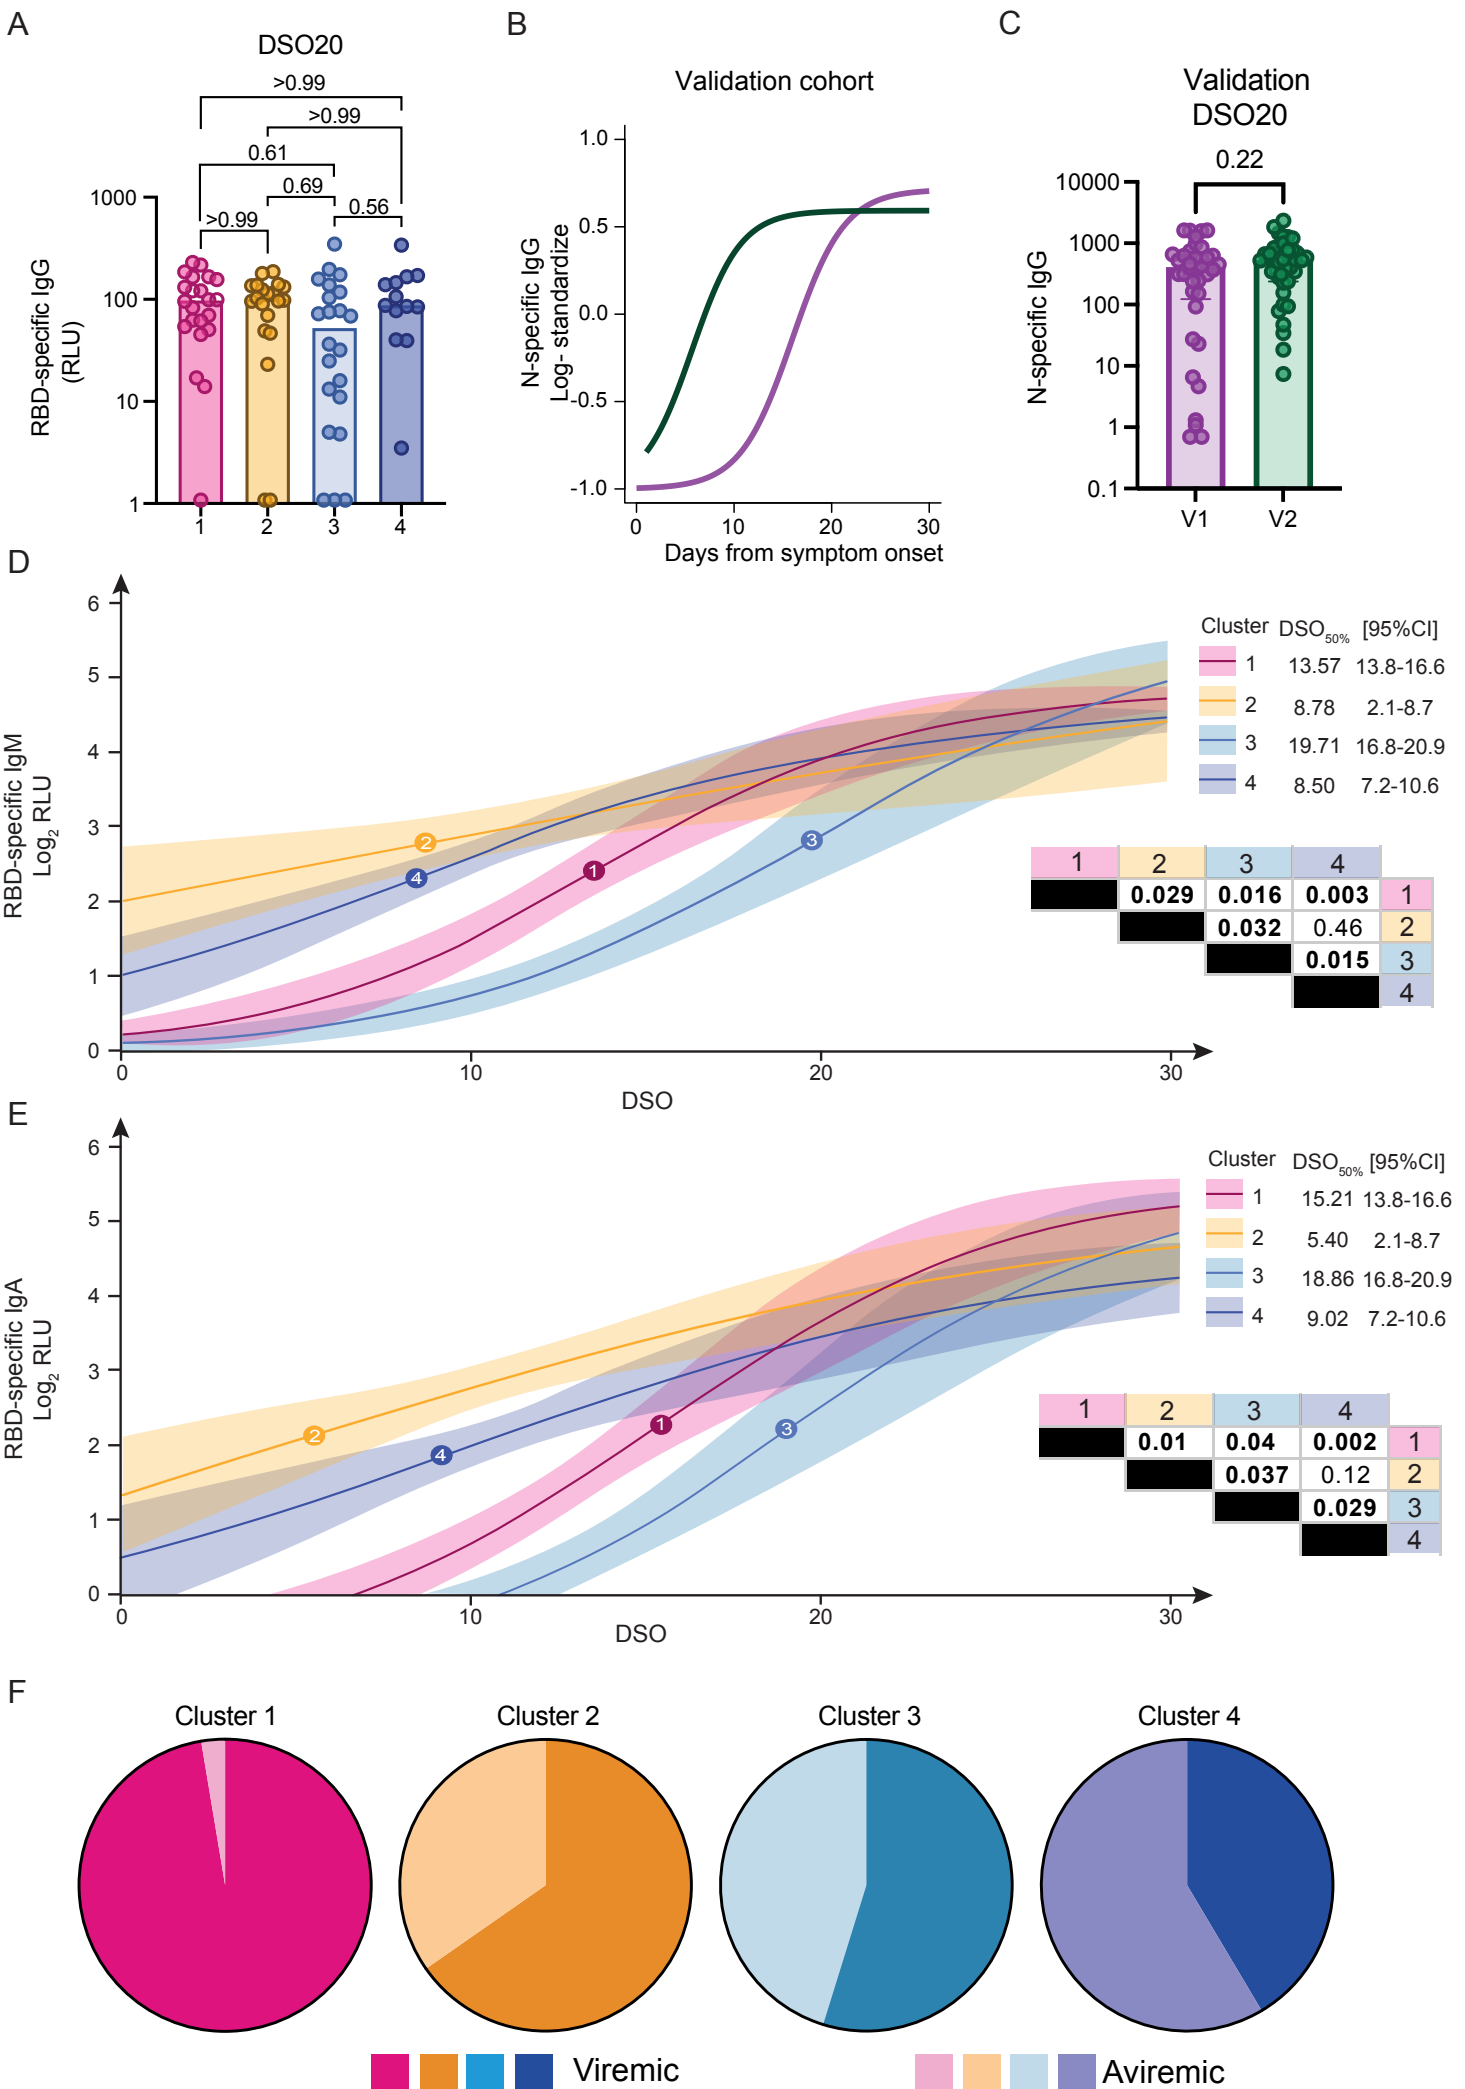 A
DSO20
>0.99
>0.99
0.61
0.69
0.56
>0.99
1000
100
10
1
RBD-specific IgG
(RLU)
1 2 3 4
B
Validation cohort
1.0
0.5
0.0
-0.5
-1.0
N-specific IgG
Log- standardize
0 10 20 30
Days from symptom onset
C
Validation
DSO20
0.22
10000
1000
100
10
1
0.1
N-specific IgG
V1 V2
D
6
5
4
3
2
1
0
RBD-specific IgM
Log2 RLU
2
4
1
3
0 10 20 30
DSO
Cluster DSO50% [95%CI]
1 13.57 13.8-16.6
2 8.78 2.1-8.7
3 19.71 16.8-20.9
4 8.50 7.2-10.6
1 2 3 4
0.029 0.016 0.003 1
0.032 0.46 2
0.015 3
4
E
6
5
4
3
2
1
0
RBD-specific IgA
Log2 RLU
2
4
1
3
0 10 20 30
DSO
Cluster DSO50% [95%CI]
1 15.21 13.8-16.6
2 5.40 2.1-8.7
3 18.86 16.8-20.9
4 9.02 7.2-10.6
1 2 3 4
0.01 0.04 0.002 1
0.037 0.12 2
0.029 3
4
F
Cluster 1 Cluster 2 Cluster 3 Cluster 4
Viremic Aviremic